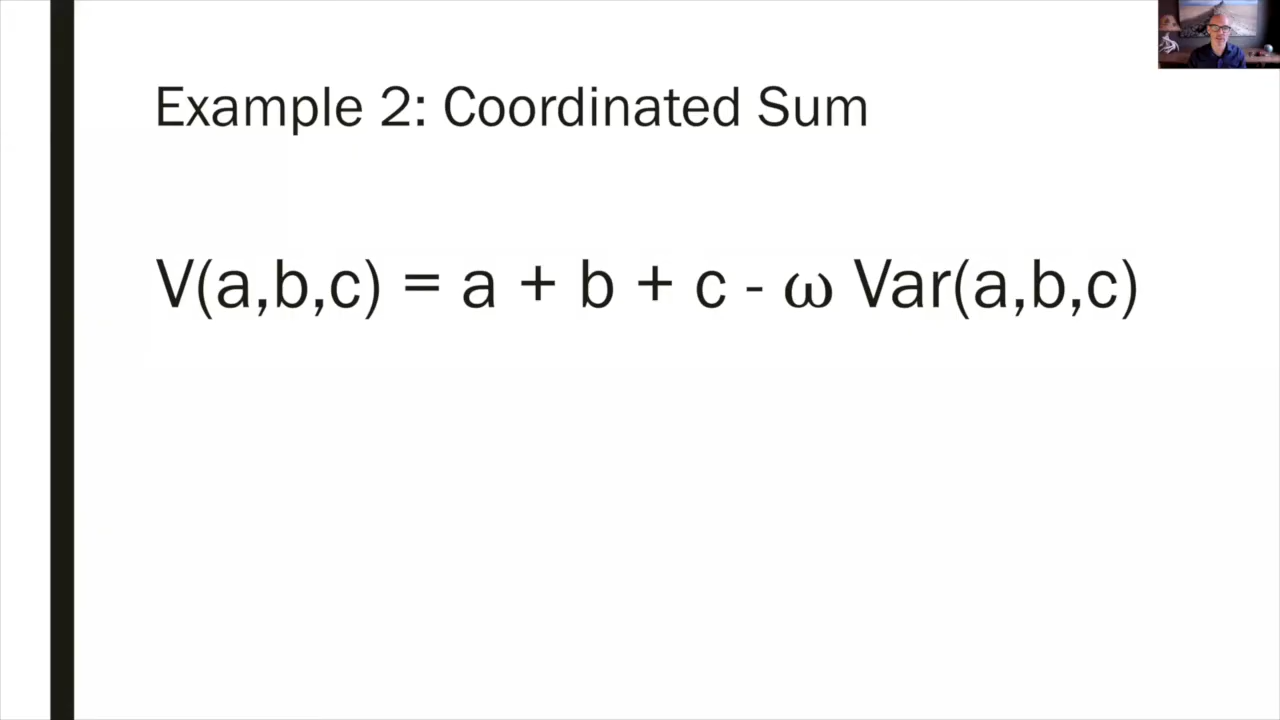 Example 2: Coordinated Sum
V(a,b,c) = a + b + c - ω Var(a,b,c)